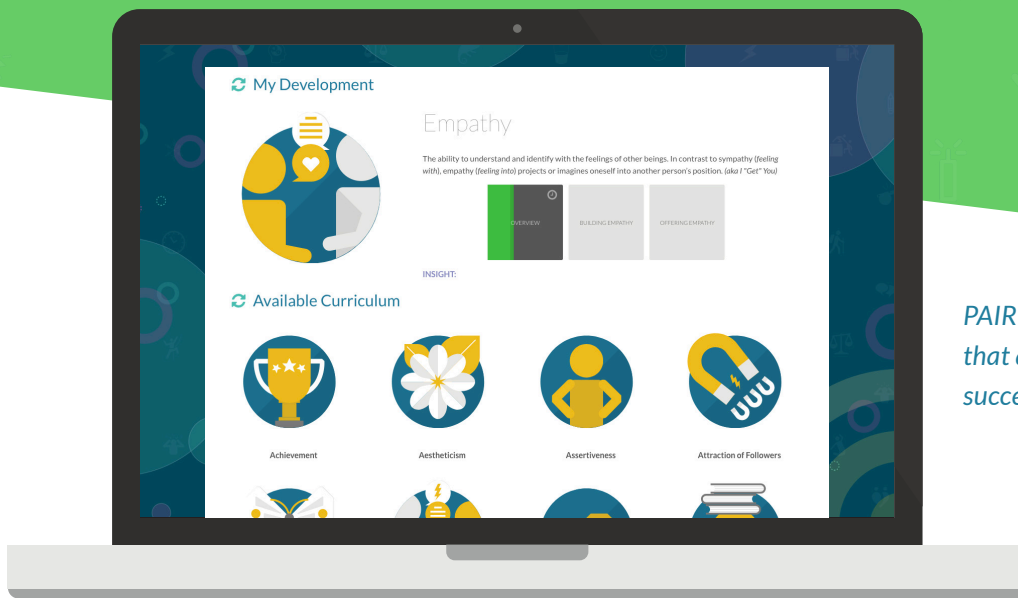 My Development
Empathy
The ability to understand and identify with the feelings of other beings. In contrast to sympathy (feeling
with), empathy (feeling into) projects or imagines oneself into another person's position. (aka I "Get" You)
OVERVIEW
BUILDING EMPATHY
OFFERING EMPATHY
INSIGHT:
Available Curriculum
Achievement
Aestheticism
Assertiveness
Attraction of Followers
PAIR
that
succe